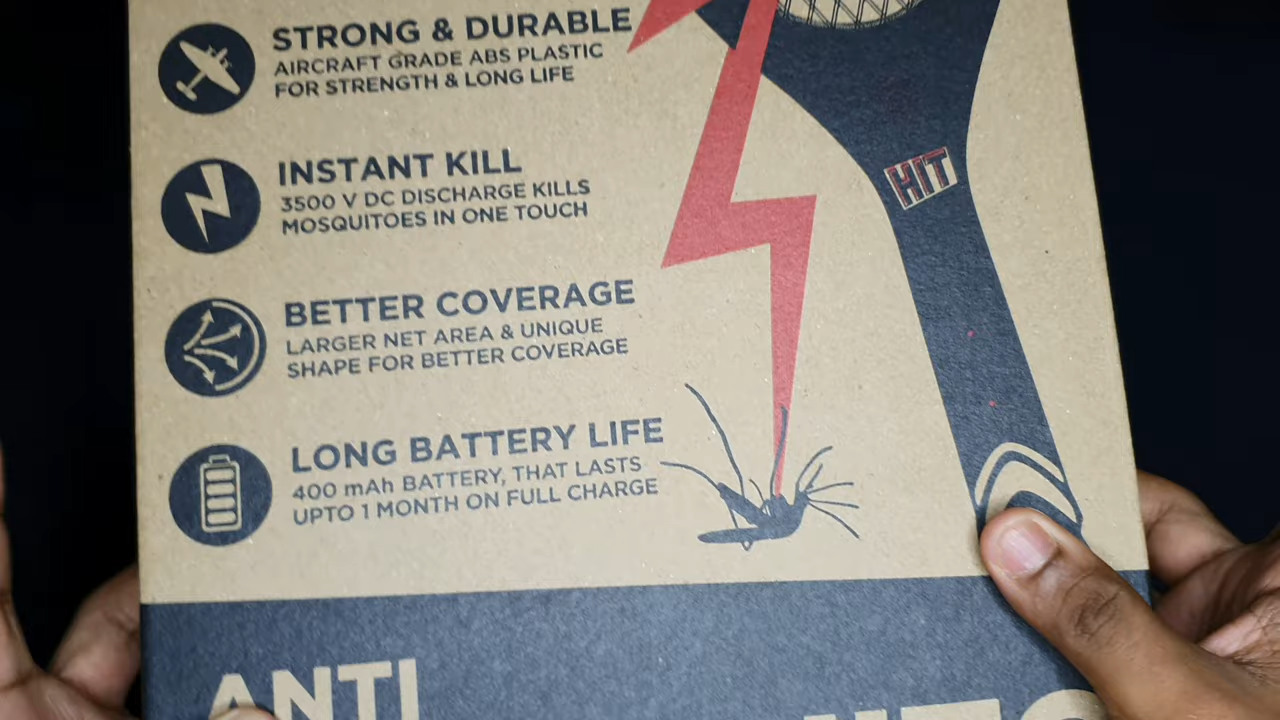 STRONG & DURABLE
AIRCRAFT GRADE ABS PLASTIC
FOR STRENGTH & LONG LIFE
INSTANT KILL
3500 V DC DISCHARGE KILLS
MOSQUITOES IN ONE TOUCH
BETTER COVERAGE
LARGER NET AREA & UNIQUE
SHAPE FOR BETTER COVERAGE
LONG BATTERY LIFE
400 mAh BATTERY, THAT LASTS
UPTO 1 MONTH ON FULL CHARGE
HIT
ANTI